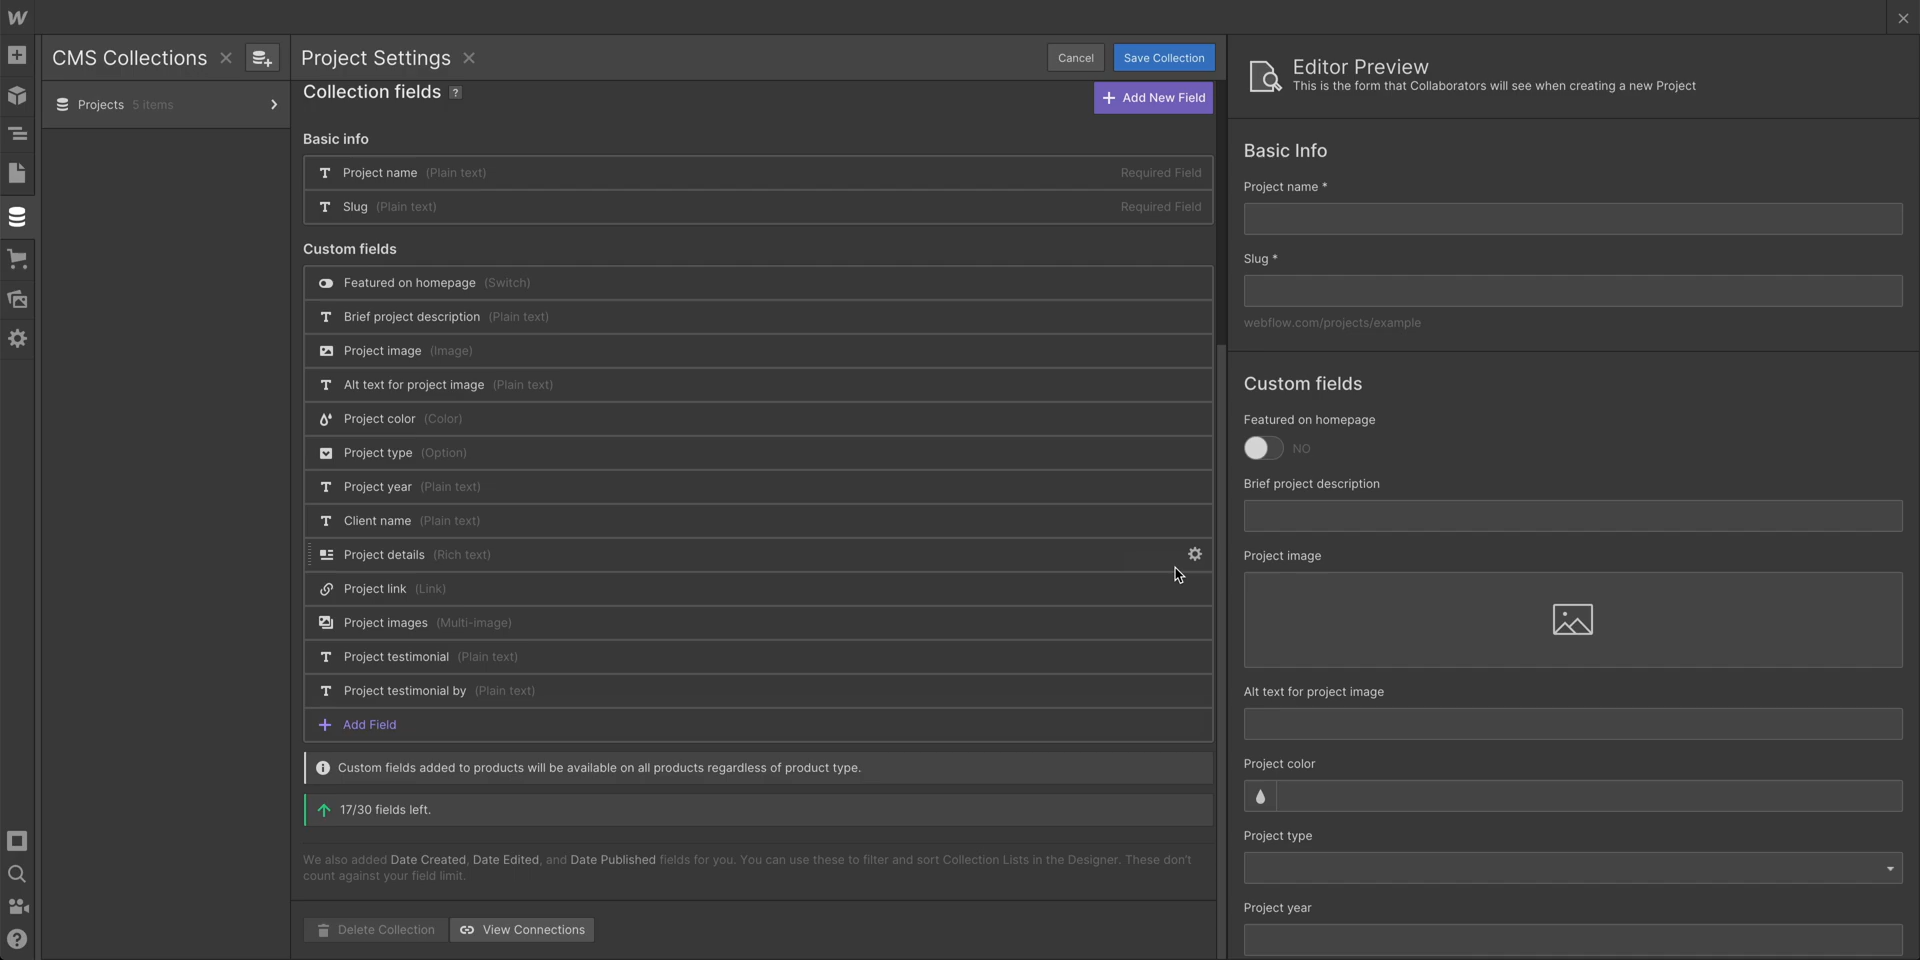 CMS Collections
Projects 5 items
Project Settings
Cancel
Save Collection
Collection fields ?
Add New Field
Basic info
Project name (Plain text) Required Field
Slug (Plain text) Required Field
Custom fields
Featured on homepage (Switch)
Brief project description (Plain text)
Project image (Image)
Alt text for project image (Plain text)
Project color (Color)
Project type (Option)
Project year (Plain text)
Client name (Plain text)
Project details (Rich text)
Project link (Link)
Project images (Multi-image)
Project testimonial (Plain text)
Project testimonial by (Plain text)
Add Field
Custom fields added to products will be available on all products regardless of product type.
17/30 fields left.
We also added Date Created, Date Edited, and Date Published fields for you. You can use these to filter and sort Collection Lists in the Designer. These don't
count against your field limit.
Delete Collection
View Connections
Editor Preview
This is the form that Collaborators will see when creating a new Project
Basic Info
Project name *
Slug *
webflow.com/projects/example
Custom fields
Featured on homepage
NO
Brief project description
Project image
Alt text for project image
Project color
Project type
Project year